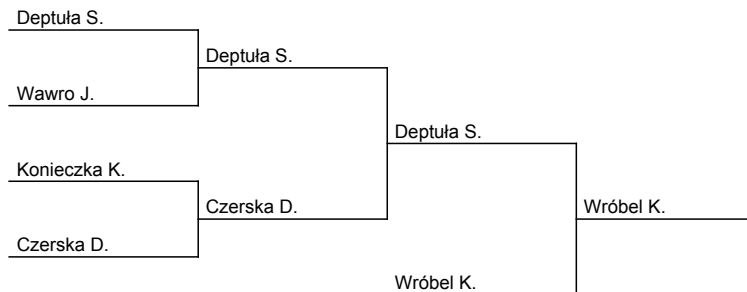 Deptuła S.
Deptuła S.
Wawro J.
Deptuła S.
Konieczka K.
Czerska D.
Wróbel K.
Czerska D.
Wróbel K.